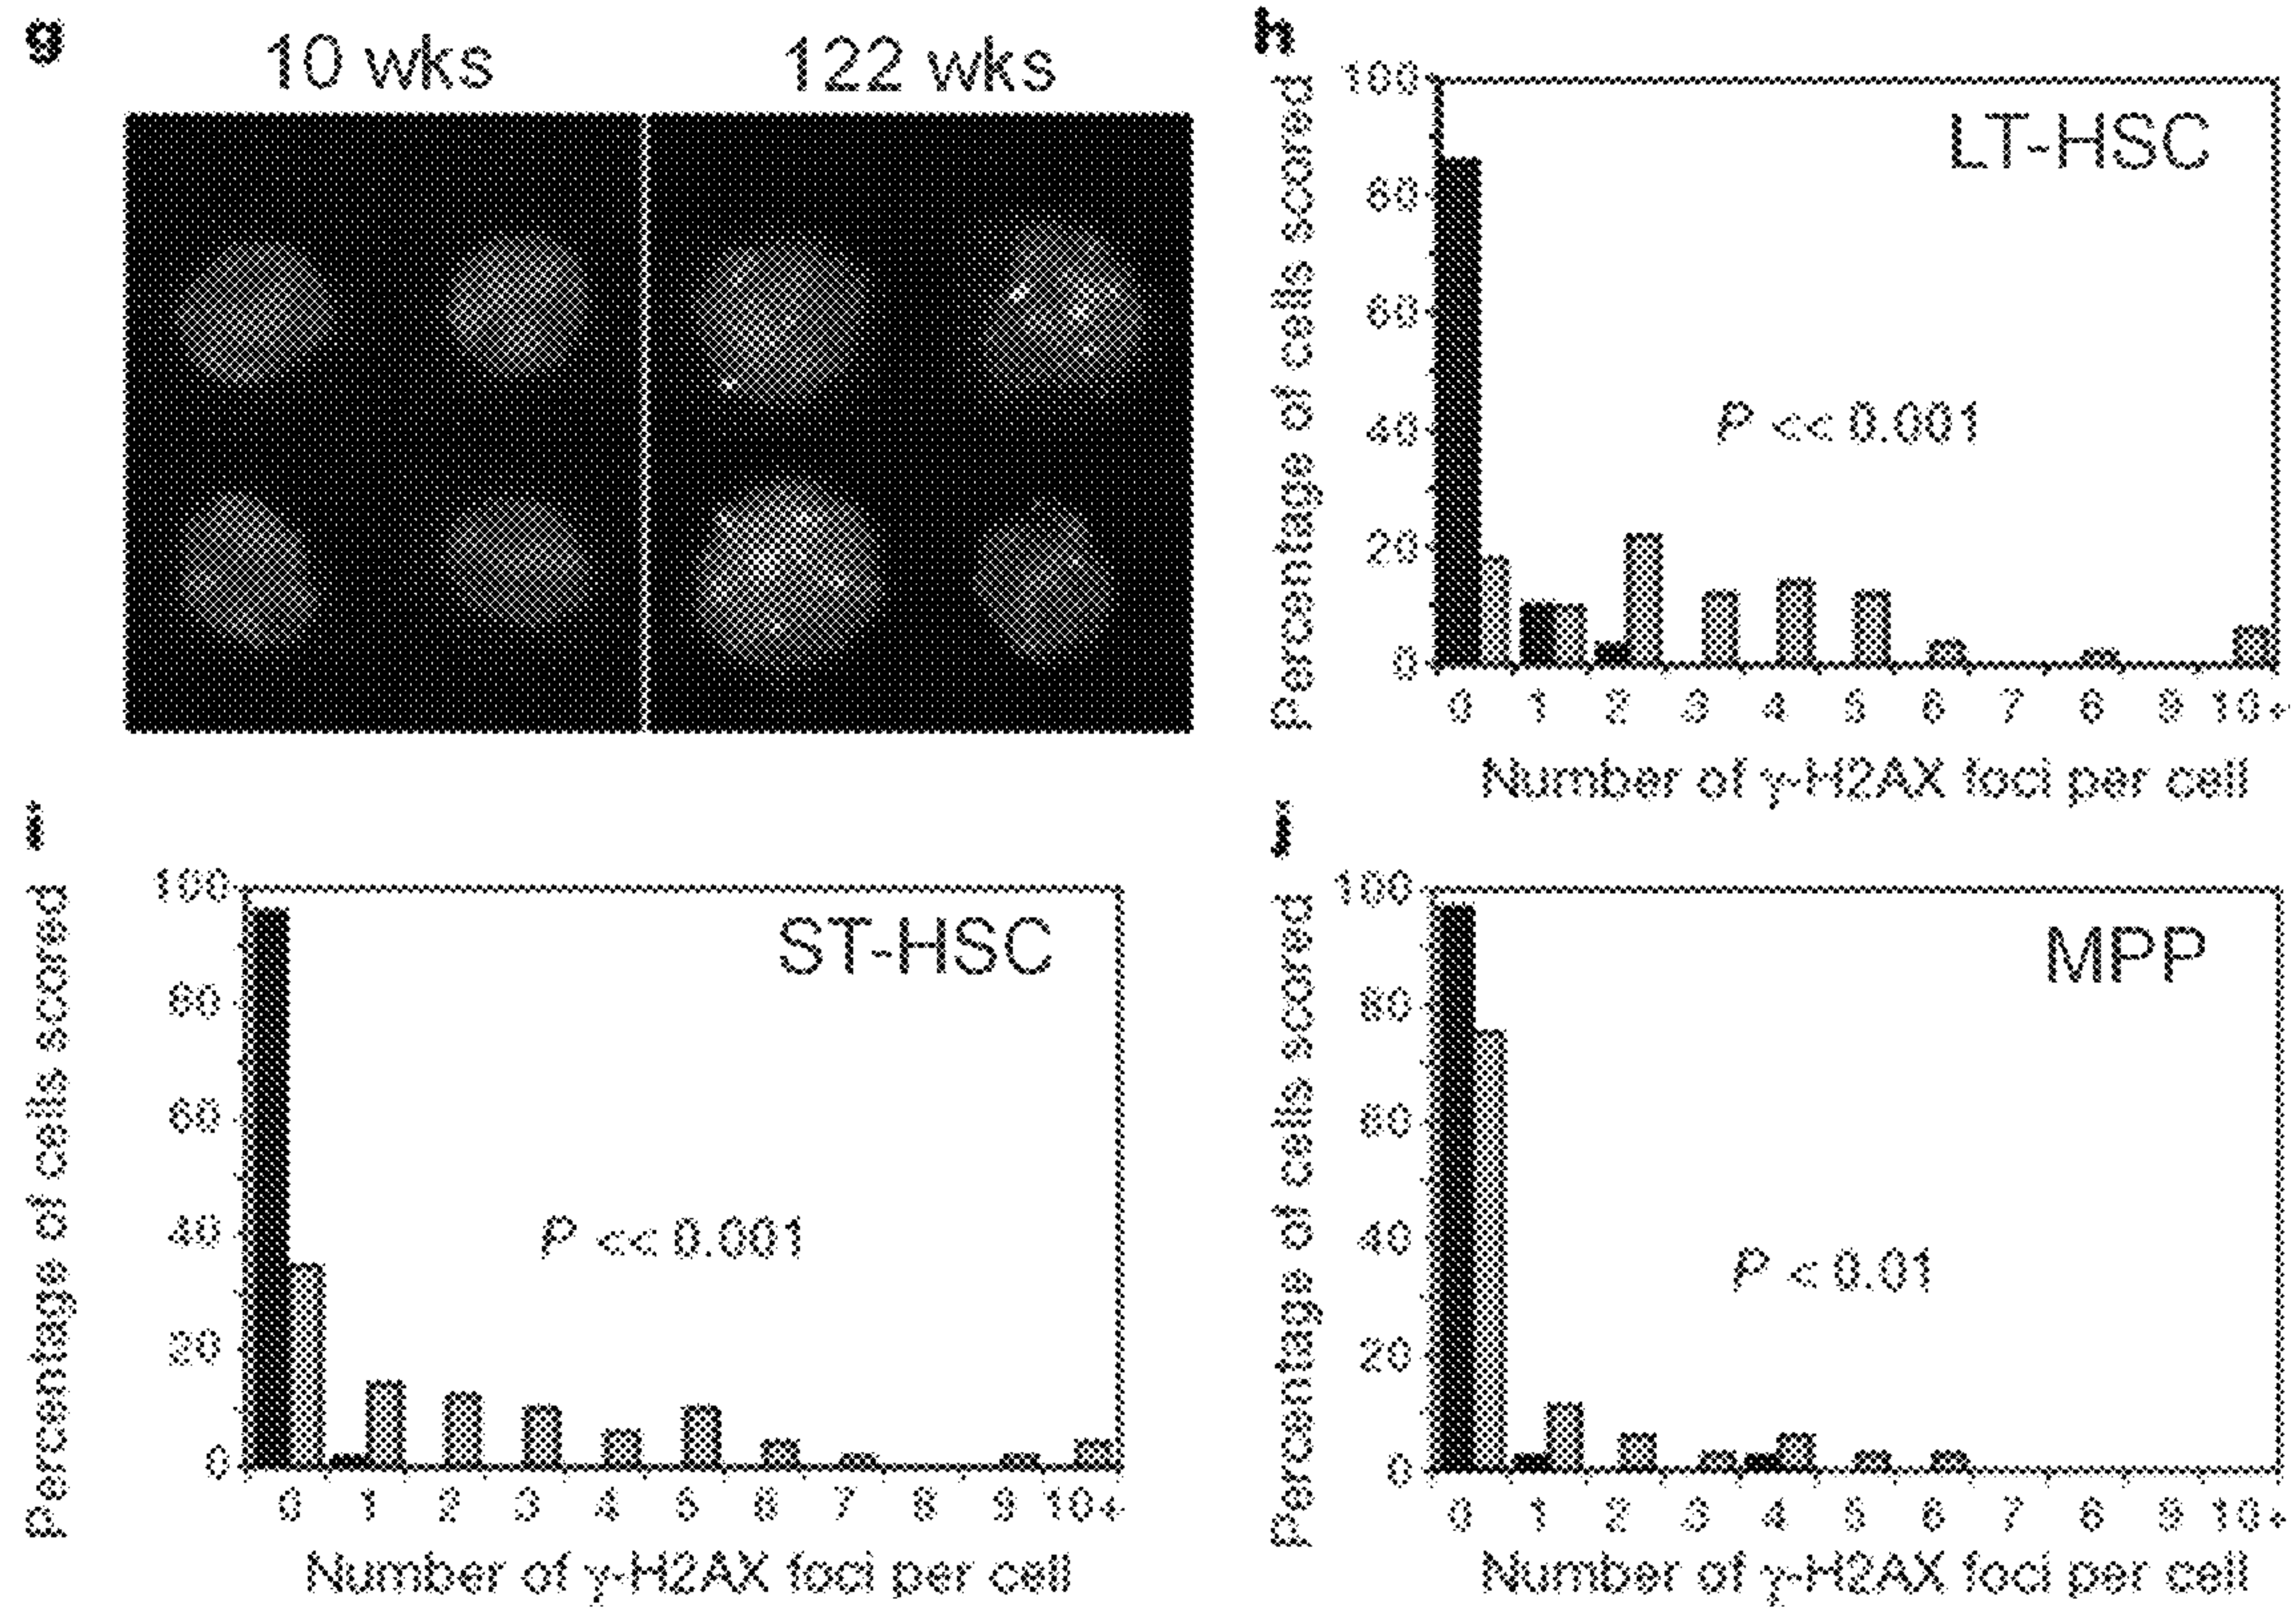 g
10 wks 122 wks
h
Percentage of cells scored
100
80
60
40
20
0
LT-HSC
P << 0.001
0 1 2 3 4 5 6 7 8 9 10+
Number of γ-H2AX foci per cell
i
Percentage of cells scored
100
80
60
40
20
0
ST-HSC
P << 0.001
0 1 2 3 4 5 6 7 8 9 10+
Number of γ-H2AX foci per cell
j
Percentage of cells scored
100
80
60
40
20
0
MPP
P < 0.01
0 1 2 3 4 5 6 7 8 9 10+
Number of γ-H2AX foci per cell